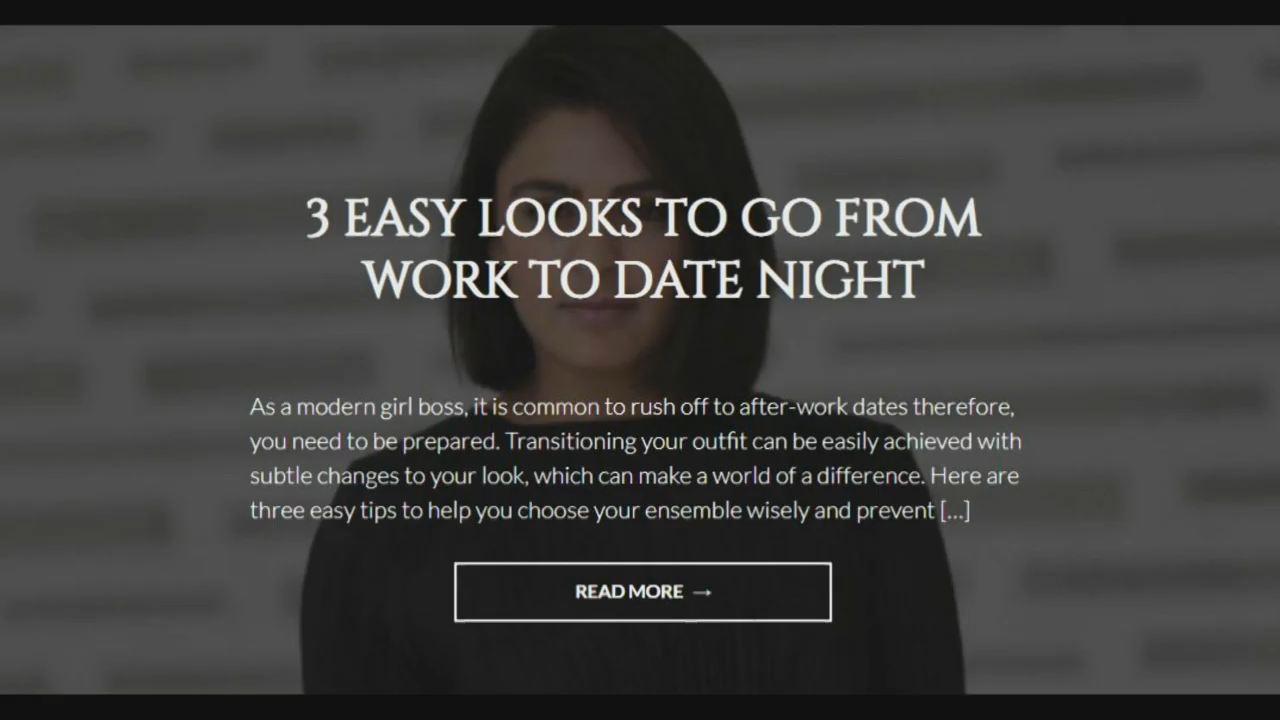 3 EASY LOOKS TO GO FROM
WORK TO DATE NIGHT
As a modern girl boss, it is common to rush off to after-work dates therefore,
you need to be prepared. Transitioning your outfit can be easily achieved with
subtle changes to your look, which can make a world of a difference. Here are
three easy tips to help you choose your ensemble wisely and prevent [...]
READ MORE →